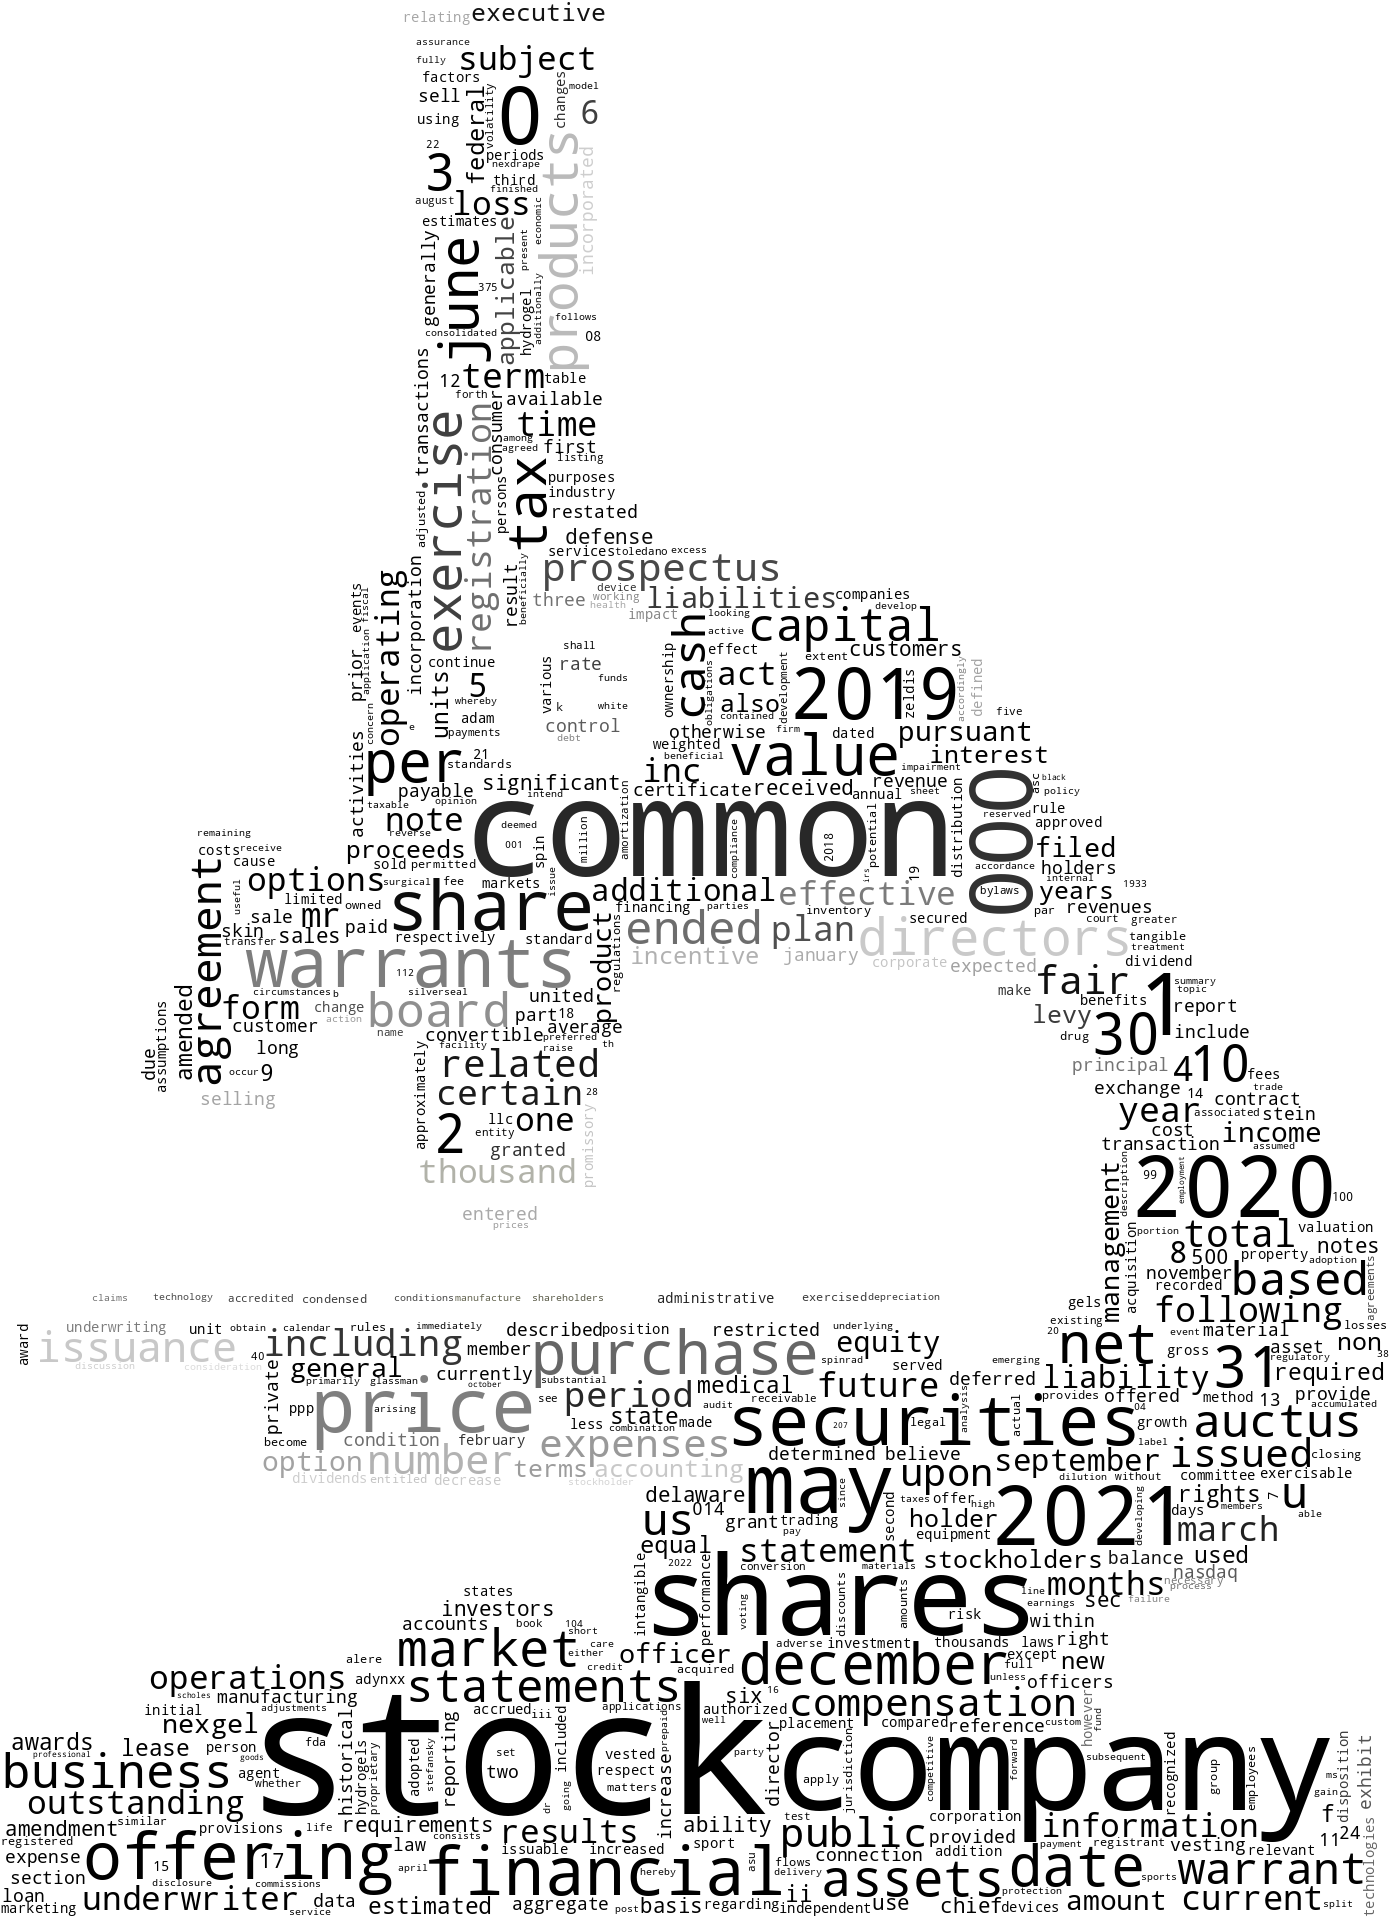 relating executive
assurance
fully subject
factors changes model
sell federal volatility 0 6
using
22 periods products
3 nexdrape incorporated
third
finished
august loss economic
estimates
generally june applicable present
375 hydrogel additionally
follows
consolidated 08
transactions 12 term table
forth available
exercise registration consumer time
among first
agreed listing
tax purposes
persons industry
adjusted restated
defense
services toledano excess
prospectus
operating incorporation result beneficially device
events three working liabilities companies
fiscal health develop
application impact looking capital
prior cash active
shall effect customers
continue various rate ownership extent accordingly
5 funds act development 2019 zeldis defined
units whereby k white also
concern adam control obligations contained five
e payments debt otherwise firm dated pursuant
per 21 weighted value interest
standards beneficial impairment
activities significant inc revenue 000 asc black
payable intend certificate received annual sheet policy
taxable opinion amortization common distribution rule
note deemed million reserved approved
remaining reverse 001 spin compliance 2018 potential
costs receive proceeds filed
cause sold permitted issue irs 19 accordance holders
agreement options surgical fee markets additional effective internal
useful limited owned share bylaws years 1933
sale mr financing parties inventory secured par revenues
skin paid product court greater
transfer sales respectively standard ended plan directors tangible
warrants regulations treatment
112 incentive january corporate expected dividend
circumstances b silverseal united make fair 1 summary
form change board benefits topic
amended action part 18 levy report
customer name convertible average 30 include
due long facility preferred drug
assumptions raise th
approximately related principal 4 10 fees
occur 9 certain 28 exchange 14 trade
selling llc year contract
2 one associated stein
entity promissory cost income
granted transaction assumed
thousand management description 99 employment 2020
100
entered portion total valuation
prices 8 500 property notes
acquisition november adoption
claims technology accredited condensed conditions manufacture shareholders administrative exercised depreciation recorded based agreements
gels following
underwriting unit obtain calendar rules immediately described position restricted underlying existing losses
award issuance 40 including member purchase equity 20 net event material
discussion consideration general currently spinrad served emerging gross 31 asset non
private primarily glassman october substantial medical future deferred liability regulatory 38
required
ppp price arising see period audit receivable analysis actual provides offered method 13 provide
less state made securities 04 accumulated
become condition february combination 207 legal growth auctus
expenses determined believe label
option number terms accounting september issued closing
dividends entitled decrease stockholder may upon dilution without committee exercisable
delaware since taxes offer high rights 7 u
us 014 second holder 2021 developing days members able
grant trading equipment march
pay
equal statement stockholders balance used
2022 conversion materials nasdaq
intangible performance shares months necessary
states voting discounts amounts line sec process
investors risk earnings failure
accounts book 104 within
short
market care officer adverse investment thousands laws right
alere either except
credit acquired december full new
operations adynxx statements unless officers
scholes manufacturing six 16 compensation
initial adjustments accrued iii applications authorized
nexgel stock well placement compared reference custom however
awards lease person fda historical included prepaid director fund
professional goods set vested party company subsequent recognized disposition
business agent two respect apply competitive forward group employees ms
whether hydrogels adopted reporting matters jurisdiction gain
outstanding proprietary stefansky dr going increase exhibit
amendment similar provisions life requirements results ability test corporation information f
registered law consists issuable increased sport public provided payment registrant vesting 11 24
expense offering connection addition relevant
15 17 april financial hereby asu flows date
section disclosure commissions delivery assets protection sports warrant
loan underwriter data ii technologies
marketing service estimated aggregate post basis regarding independent use chief devices amount current split